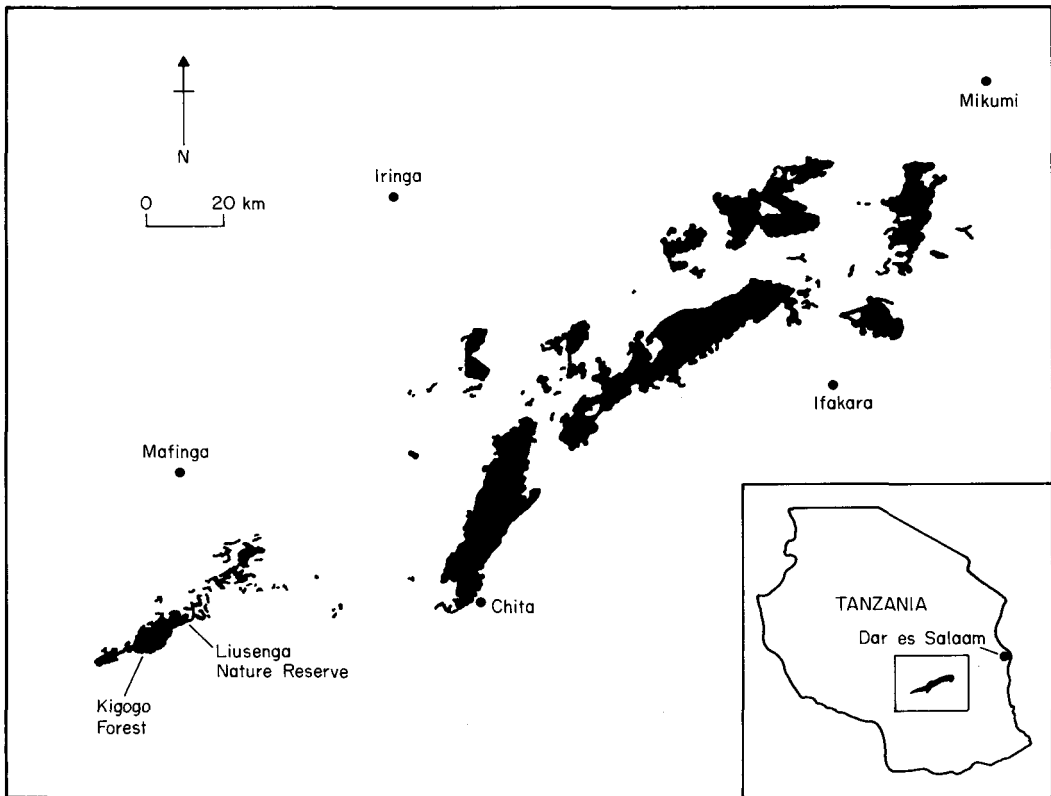 Mikumi
N
Iringa
0 20 km
Ifakara
Mafinga
Chita
Liusenga
Nature Reserve
Kigogo
Forest
TANZANIA
Dar es Salaam